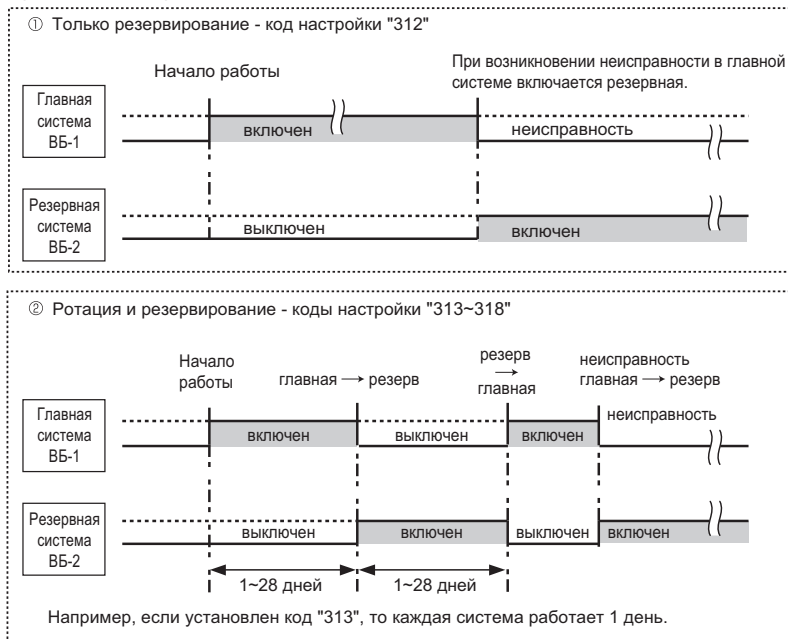 ① Только резервирование - код настройки "312"
Начало работы
При возникновении неисправности в главной
системе включается резервная.
Главная
система
ВБ-1
включен
неисправность
Резервная
система
ВБ-2
выключен
включен
② Ротация и резервирование - коды настройки "313~318"
Начало
работы
главная → резерв
резерв
→
главная
неисправность
главная → резерв
Главная
система
ВБ-1
включен
выключен
включен
неисправность
Резервная
система
ВБ-2
выключен
включен
выключен
включен
1~28 дней
1~28 дней
Например, если установлен код "313", то каждая система работает 1 день.